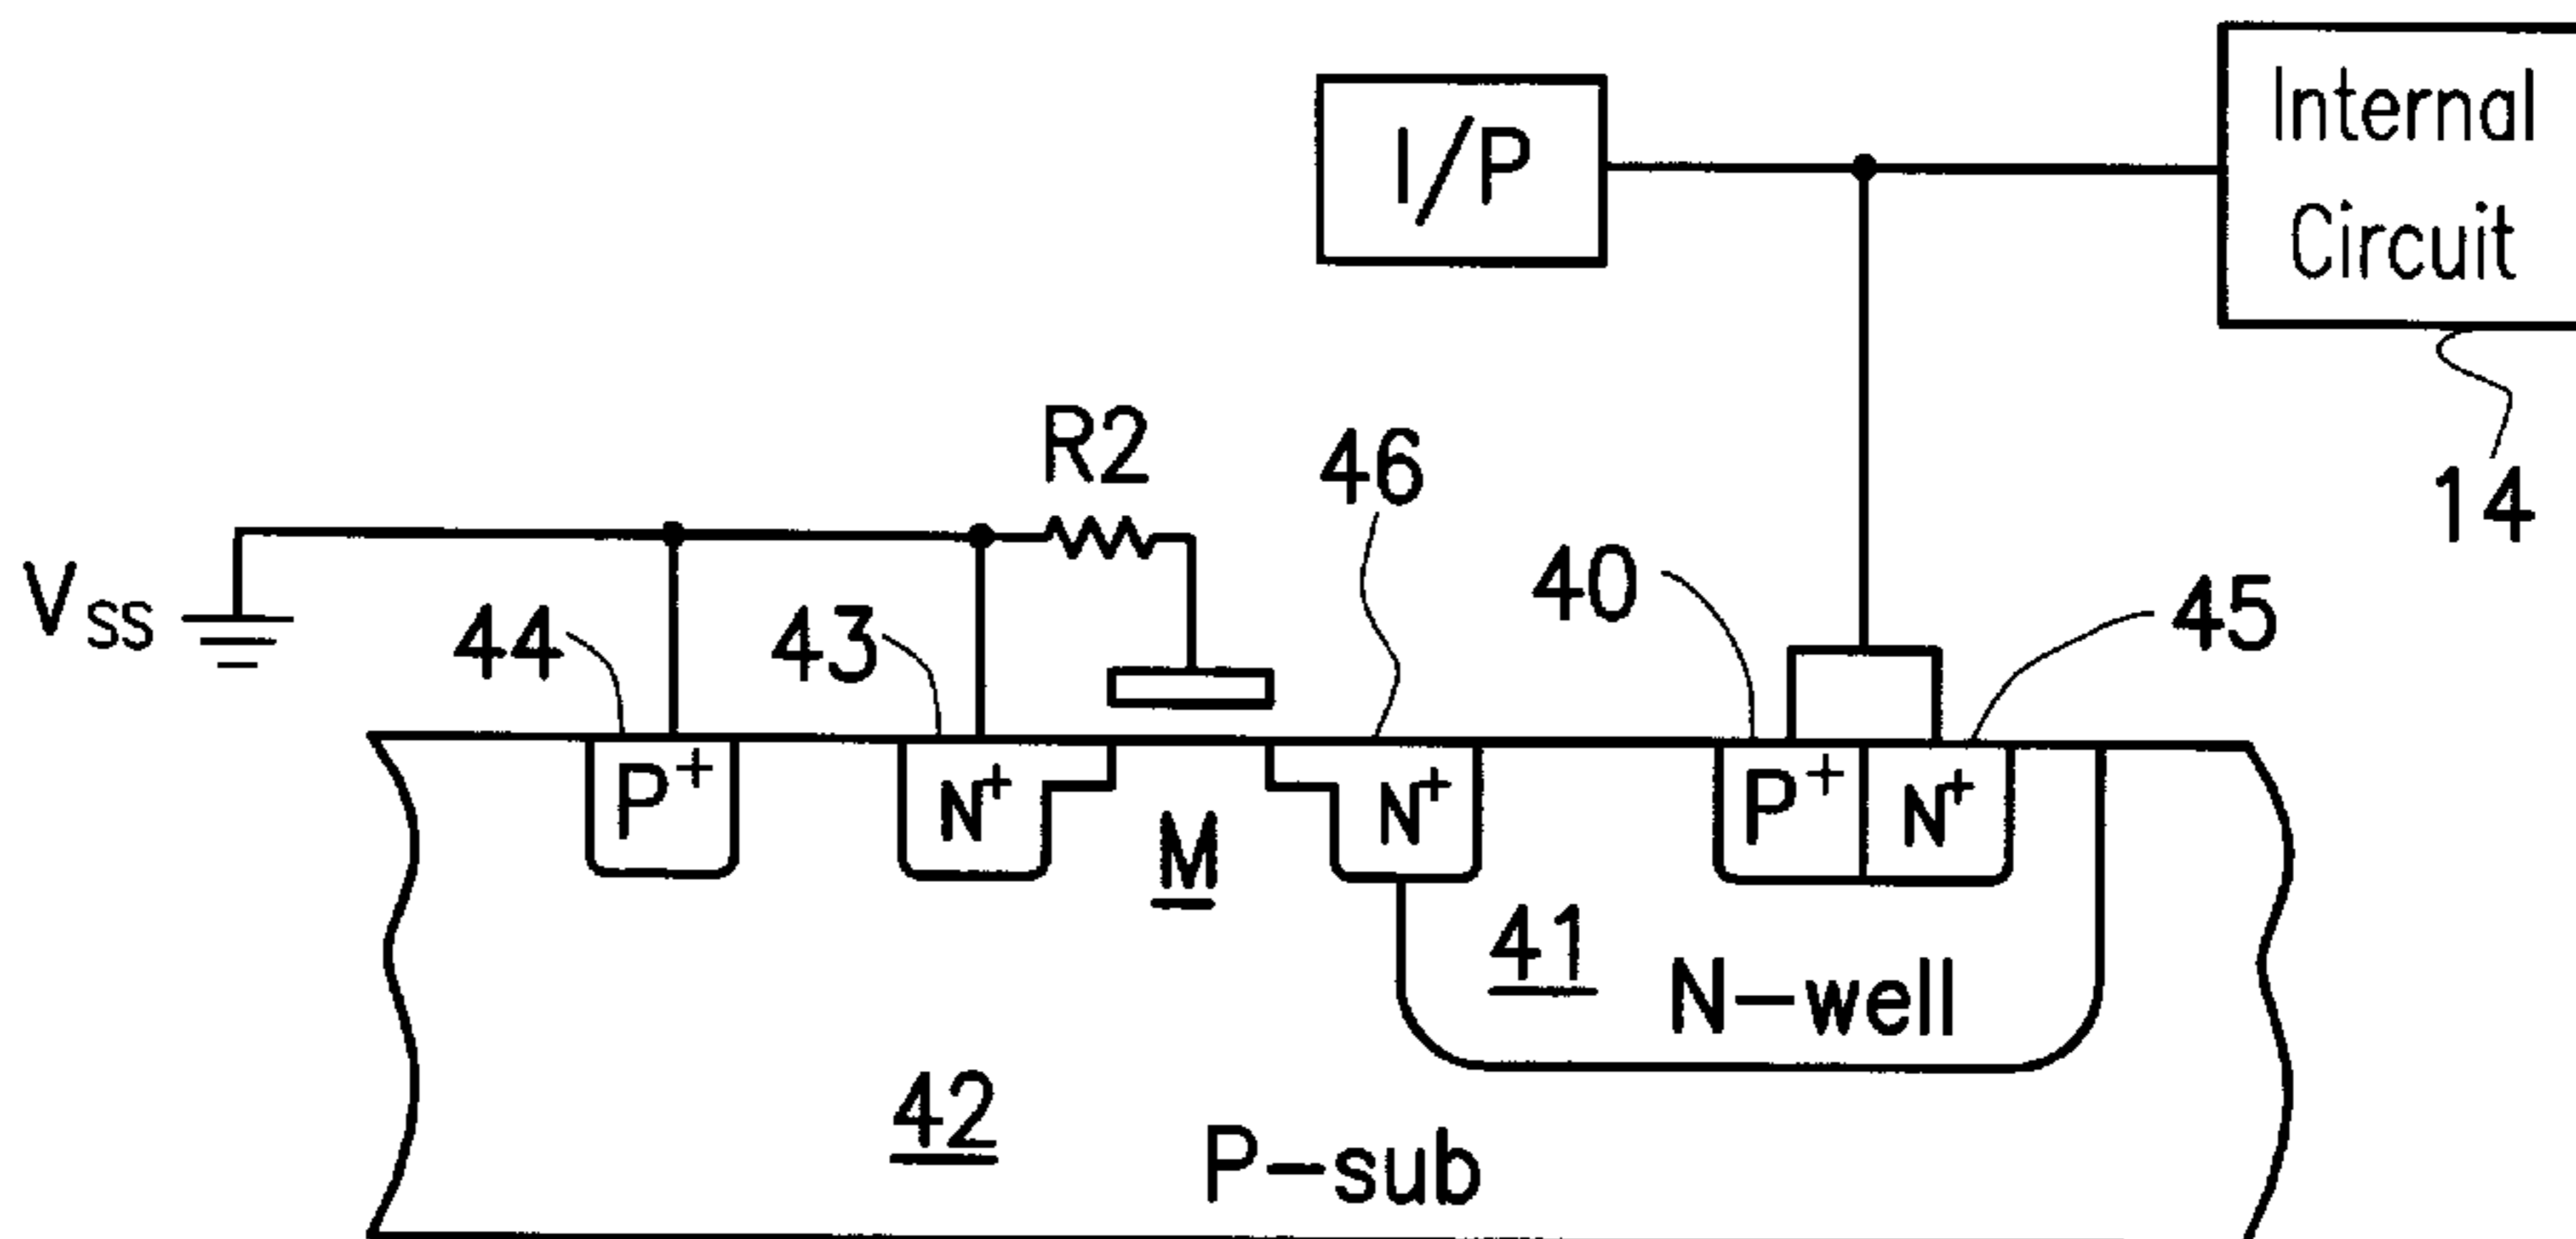 Internal
Circuit
I/P
14
R2
46
40
45
VSS
44
43
P+
N+
M
N+
P+
N+
41
N-well
42
P-sub